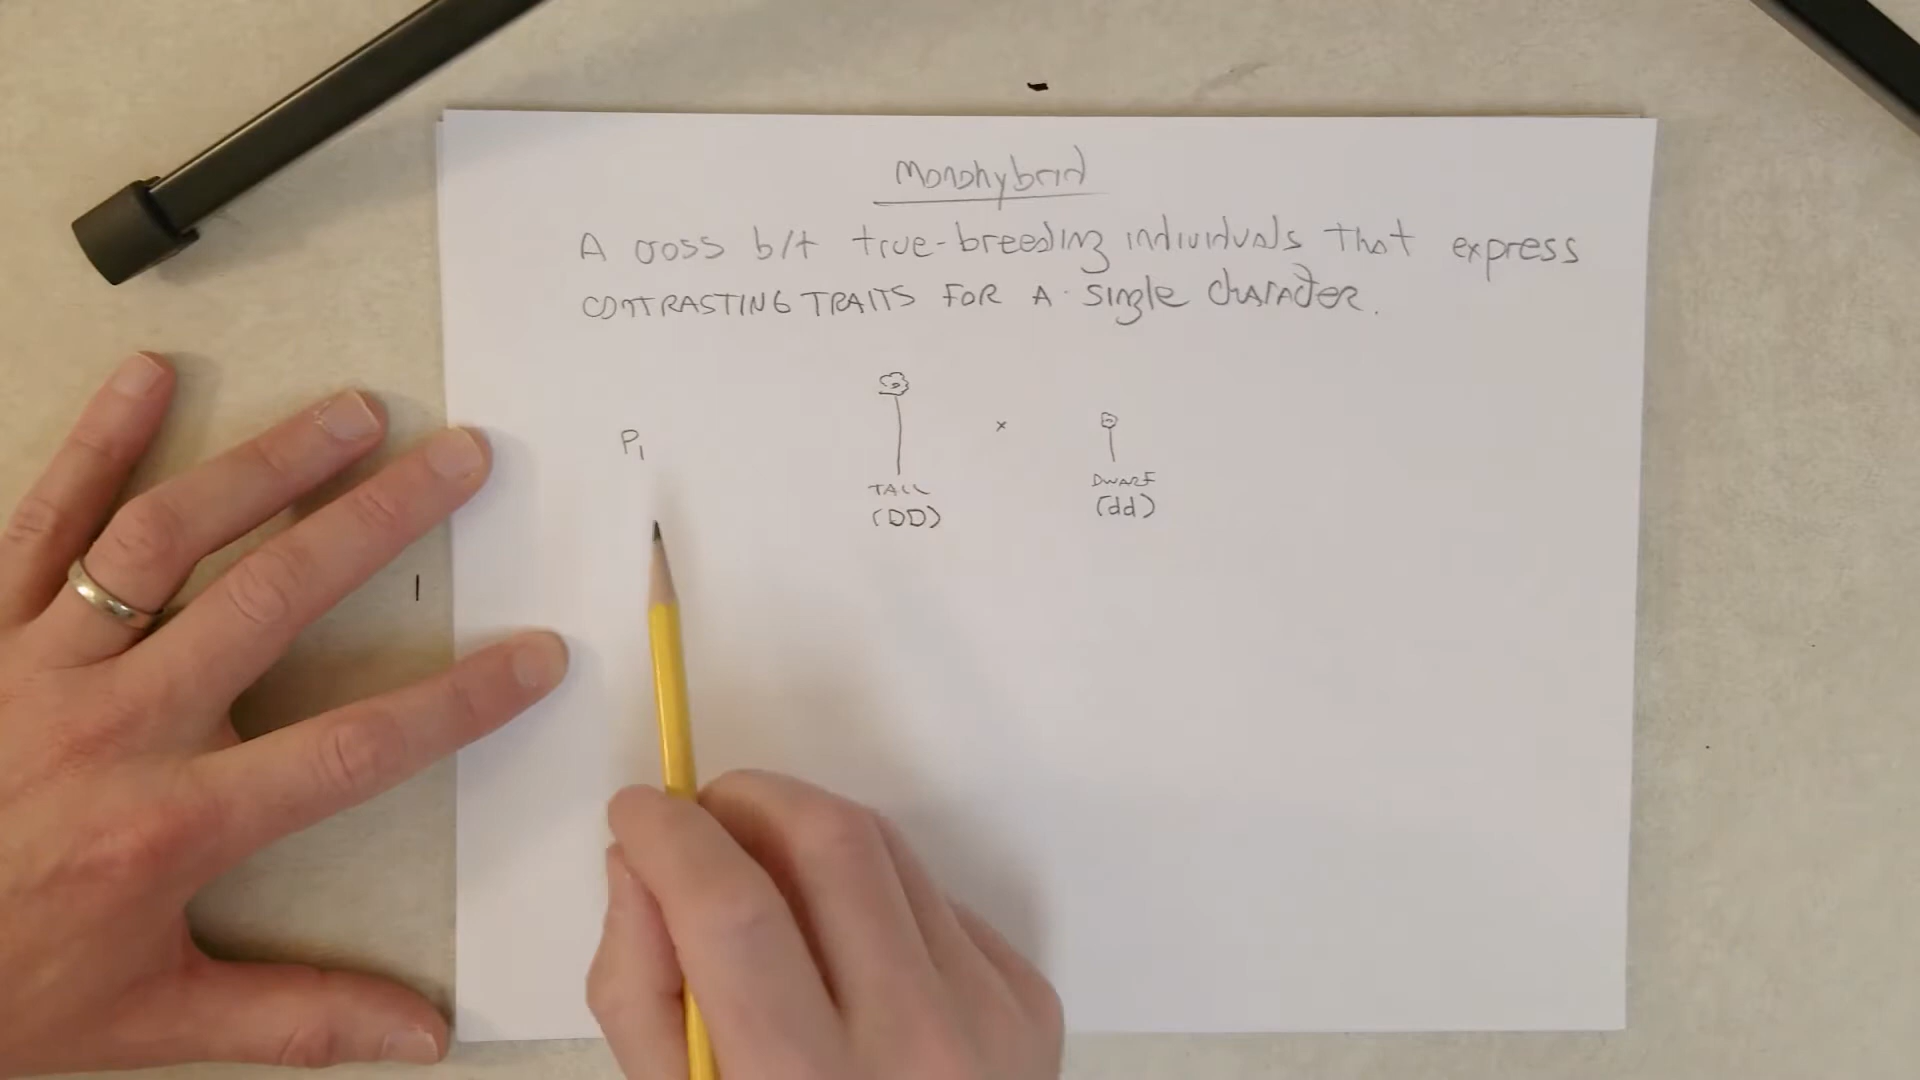 Monohybrid
A cross b/t true-breeding individuals that express
CONTRASTING TRAITS FOR A single character.
P1
x
TALL
(DD)
DWARF
(dd)